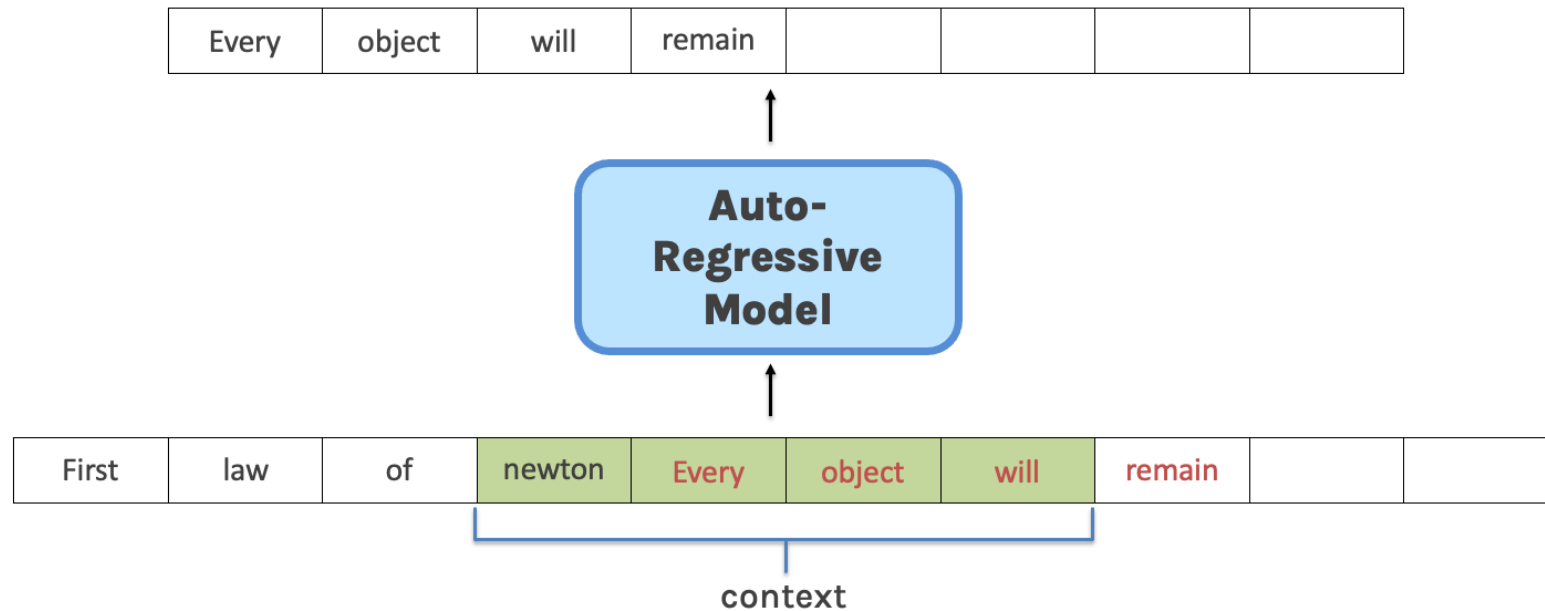 Every object will remain
Auto-
Regressive
Model
First law of newton Every object will remain
context